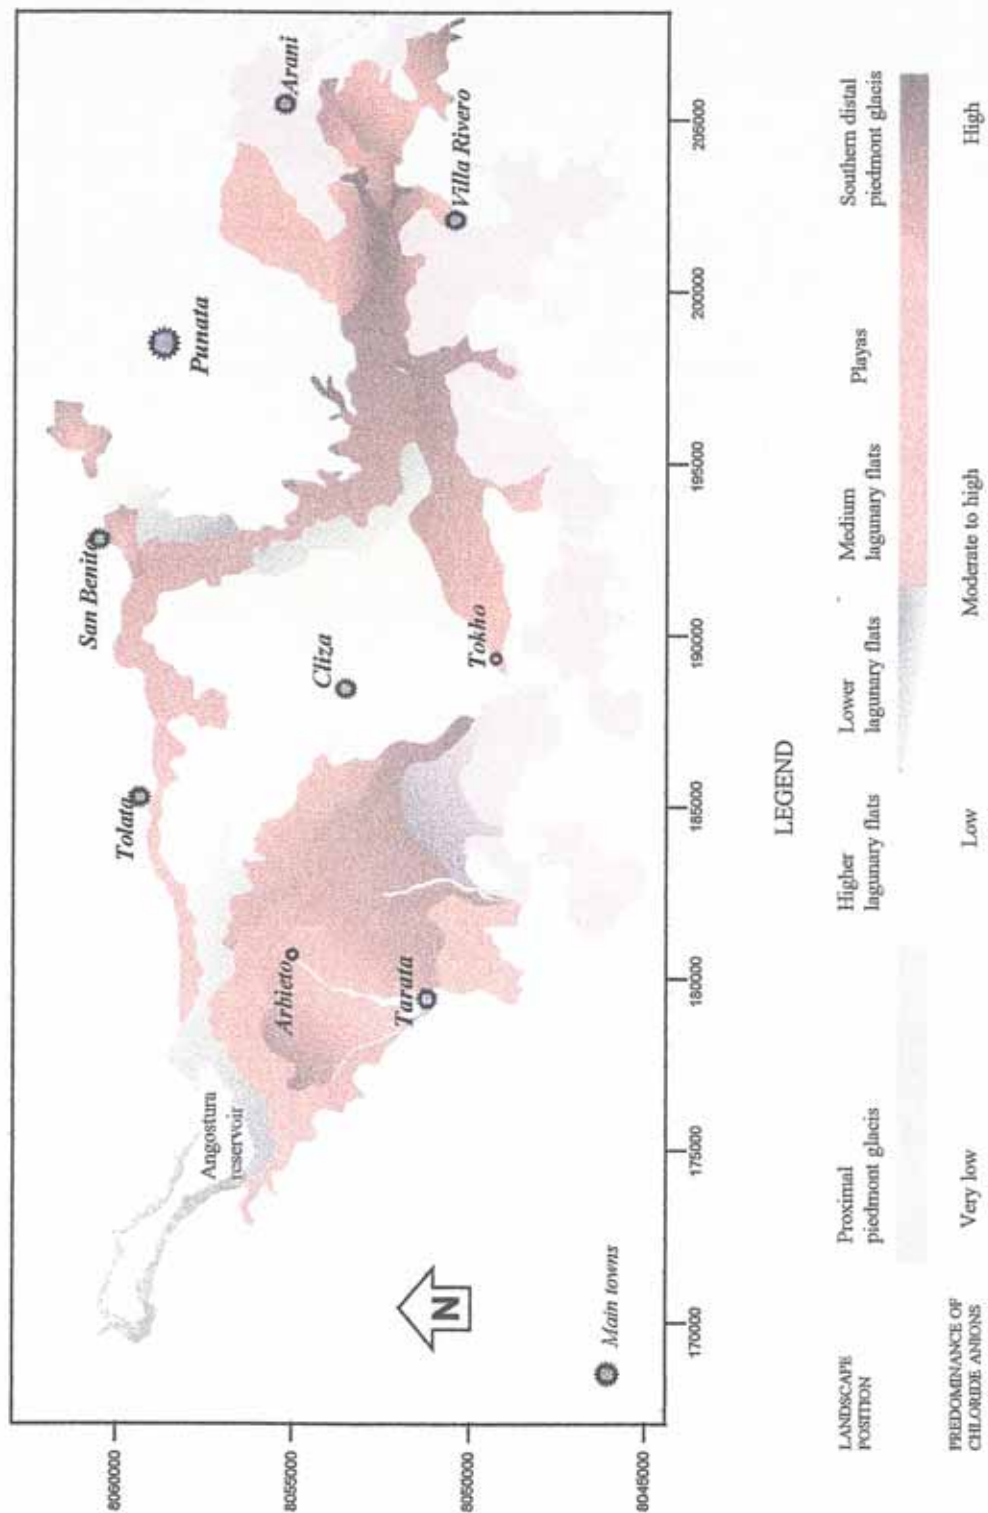 Arani
Villa Rivero
Punata
San Benito
Cliza
Tokho
Tolata
Arbieto
Tarata
Angostura
reservoir
N
Main towns
8060000
8055000
8050000
8045000
170000
175000
180000
185000
190000
195000
200000
205000
LEGEND
LANDSCAPE
POSITION
Proximal
piedmont glacis
Higher
lagunary flats
Lower
lagunary flats
Medium
lagunary flats
Playas
Southern distal
piedmont glacis
PREDOMINANCE OF
CHLORIDE ANIONS
Very low
Low
Moderate to high
High